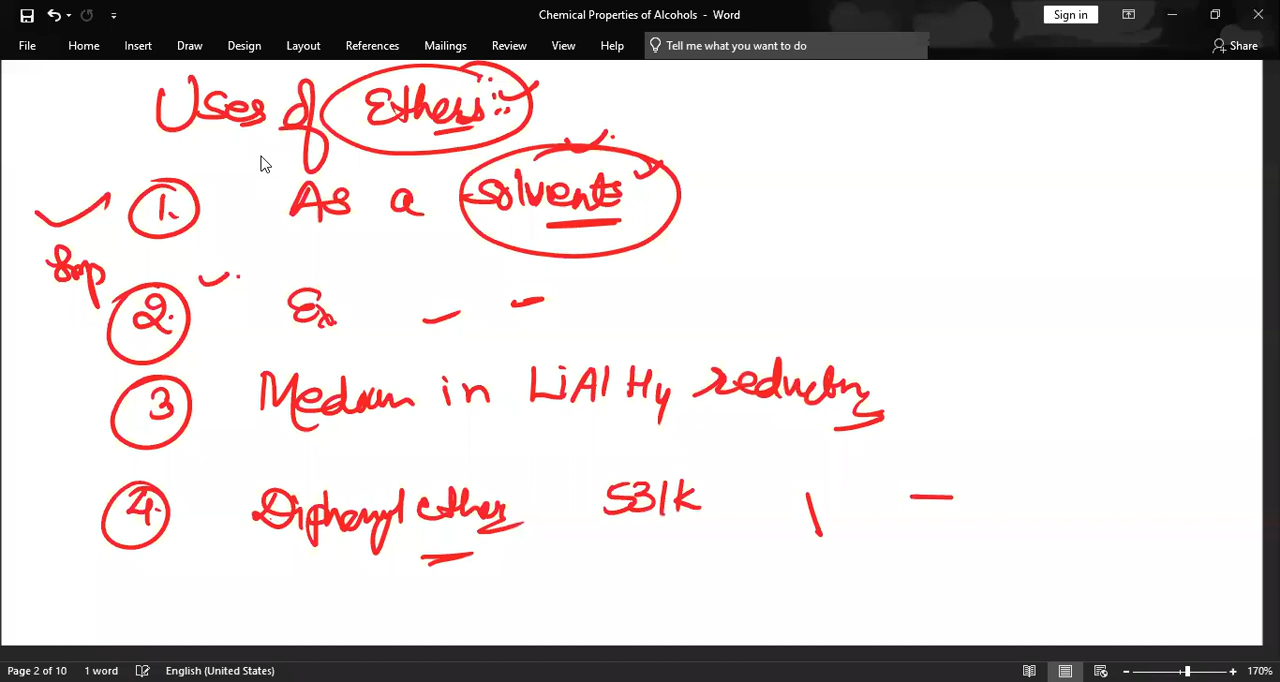 Chemical Properties of Alcohols - Word
Sign in
File Home Insert Draw Design Layout References Mailings Review View Help Tell me what you want to do Share
Uses of Ethers:
1. As a solvents
Imp
2. Ex
3 Medium in LiAlH4 reduction
4. Diphenyl ether 531K
Page 2 of 10 1 word English (United States) 170%